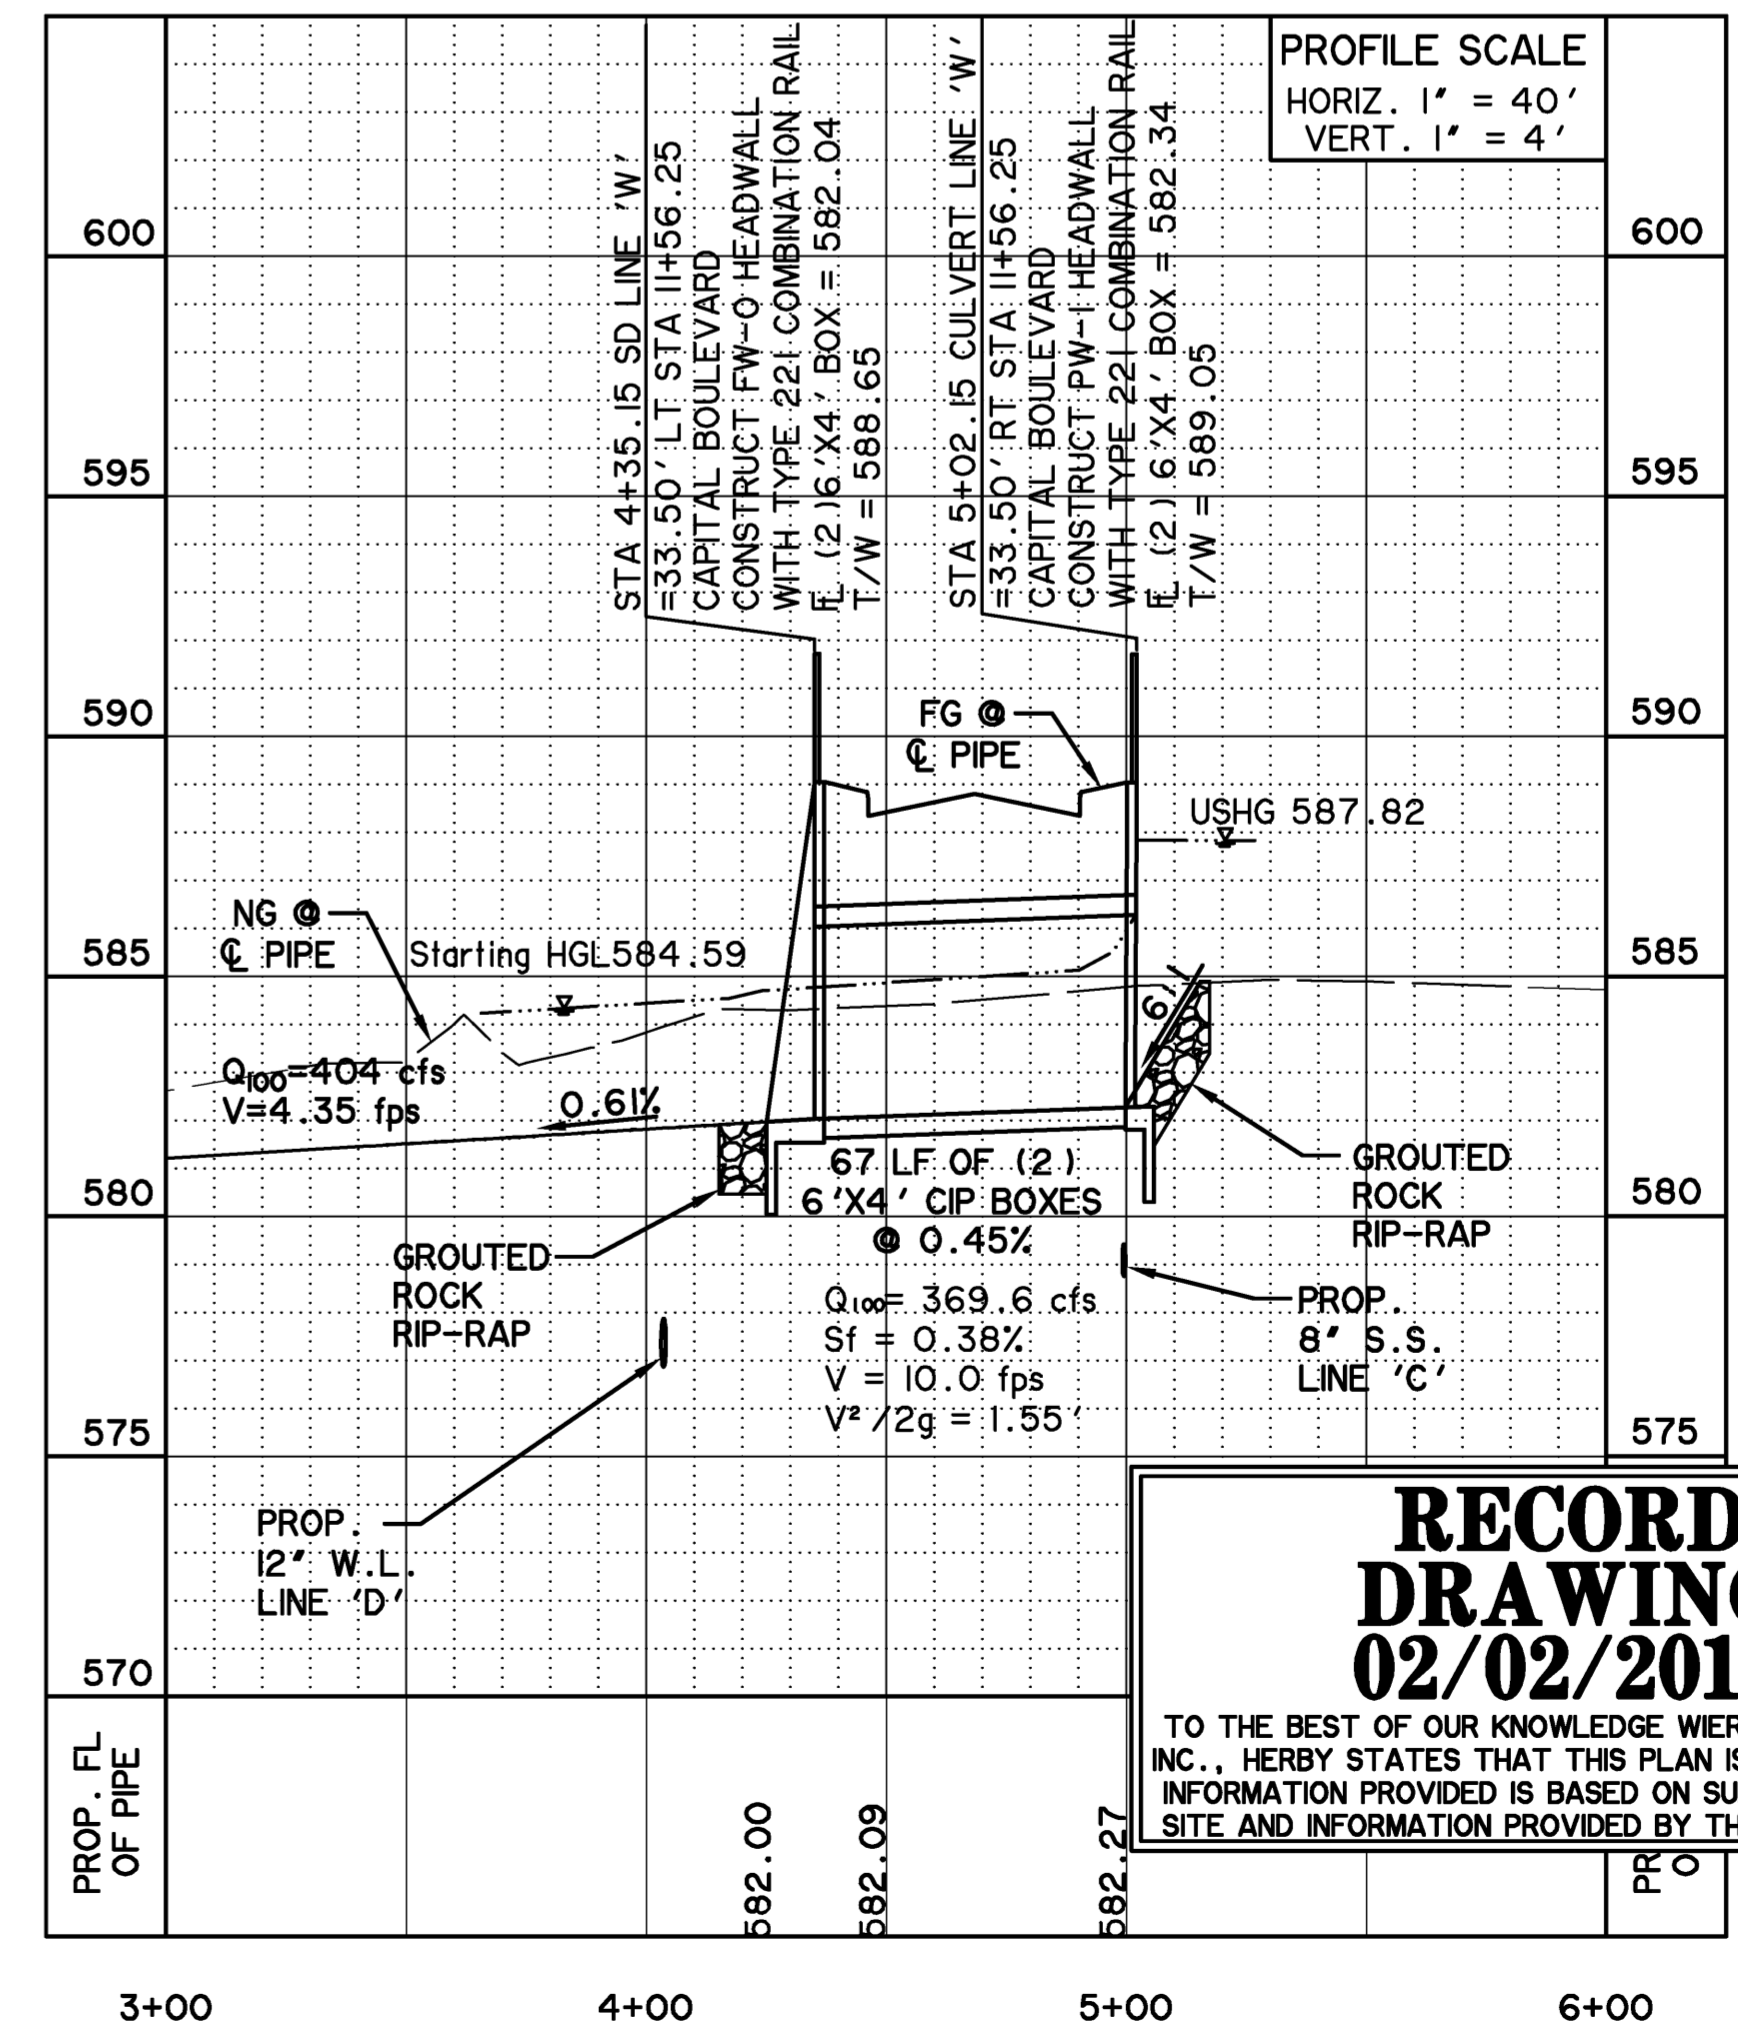 PROFILE SCALE
HORIZ. 1" = 40'
VERT. 1" = 4'
STA 4+35.15 SD LINE 'W'
=33.50' LT STA 11+56.25
CAPITAL BOULEVARD
CONSTRUCT FW-0 HEADWALL
WITH TYPE 221 COMBINATION RAIL
FL (2)6'X4' BOX = 582.04
T/W = 588.65
STA 5+02.15 CULVERT LINE 'W'
=33.50' RT STA 11+56.25
CAPITAL BOULEVARD
CONSTRUCT PW-1 HEADWALL
WITH TYPE 221 COMBINATION RAIL
FL (2) 6'X4' BOX = 582.34
T/W = 589.05
600
600
595
595
590
590
585
585
580
580
575
575
570
FG @
℄ PIPE
USHG 587.82
NG @
℄ PIPE
Starting HGL584.59
6'
Q100=404 cfs
V=4.35 fps
0.61%
67 LF OF (2)
6'X4' CIP BOXES
@ 0.45%
Q100= 369.6 cfs
Sf = 0.38%
V = 10.0 fps
V²/2g = 1.55'
GROUTED
ROCK
RIP-RAP
GROUTED
ROCK
RIP-RAP
PROP.
8" S.S.
LINE 'C'
PROP.
12" W.L.
LINE 'D'
RECORD
DRAWING
02/02/201
TO THE BEST OF OUR KNOWLEDGE WIER
INC., HERBY STATES THAT THIS PLAN IS
INFORMATION PROVIDED IS BASED ON SU
SITE AND INFORMATION PROVIDED BY TH
PROP. FL
OF PIPE
582.00
582.09
582.27
PR
O
3+00
4+00
5+00
6+00